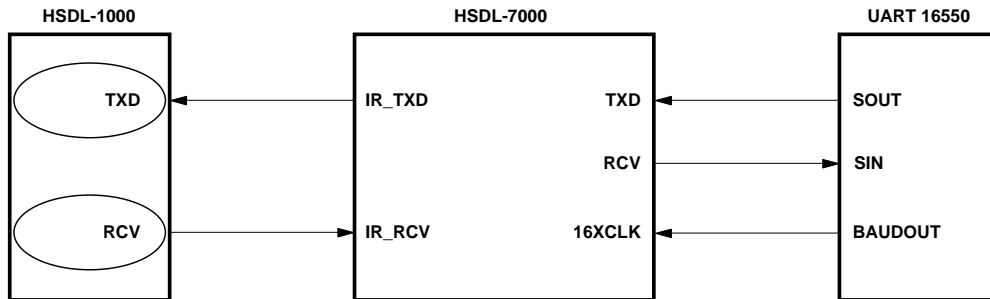 HSDL-1000 HSDL-7000 UART 16550
TXD IR_TXD TXD SOUT
RCV SIN
RCV IR_RCV 16XCLK BAUDOUT